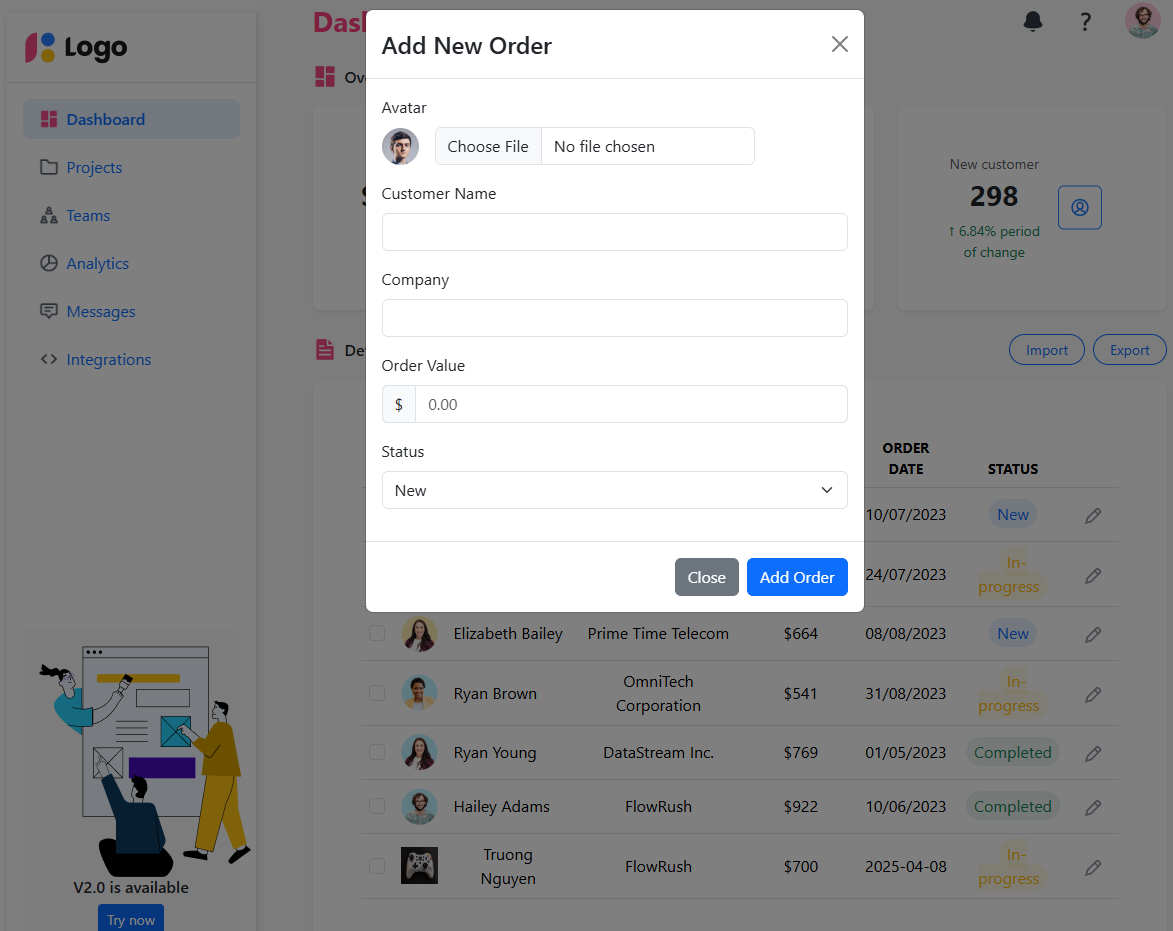 Logo
Dashboard
Projects
Teams
Analytics
Messages
Integrations
V2.0 is available
Try now
?
Add New Order
Avatar
Choose File No file chosen
Customer Name
Company
Order Value
$ 0.00
Status
New
Close Add Order
New customer
298
↑ 6.84% period
of change
Import Export
ORDER
DATE STATUS
10/07/2023 New
24/07/2023 In-
progress
Elizabeth Bailey Prime Time Telecom $664 08/08/2023 New
Ryan Brown OmniTech
Corporation $541 31/08/2023 In-
progress
Ryan Young DataStream Inc. $769 01/05/2023 Completed
Hailey Adams FlowRush $922 10/06/2023 Completed
Truong
Nguyen FlowRush $700 2025-04-08 In-
progress